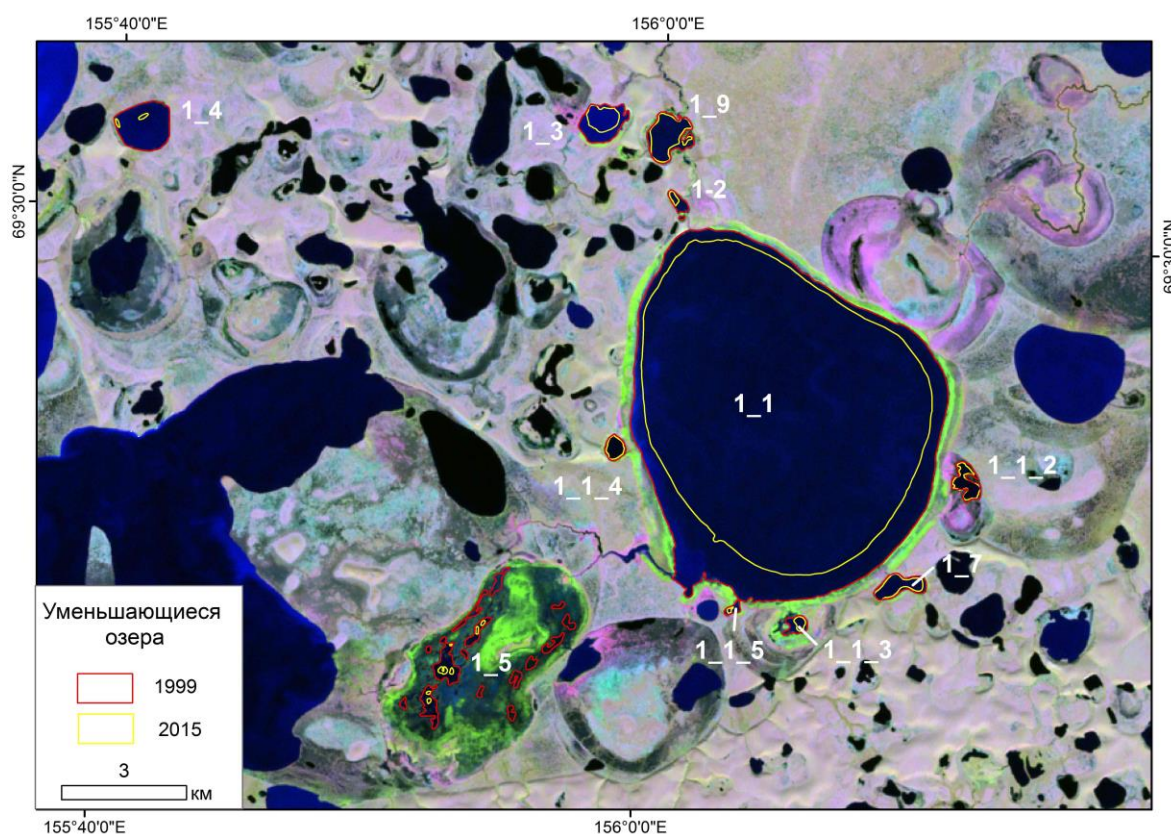 155°40'0"E
156°0'0"E
69°30'0"N
69°30'0"N
1_4
1_3
1_9
1-2
1_1
1_1_4
1_1_2
1_7
1_5
1_1_5
1_1_3
Уменьшающиеся
озера
1999
2015
3
км
155°40'0"E
156°0'0"E